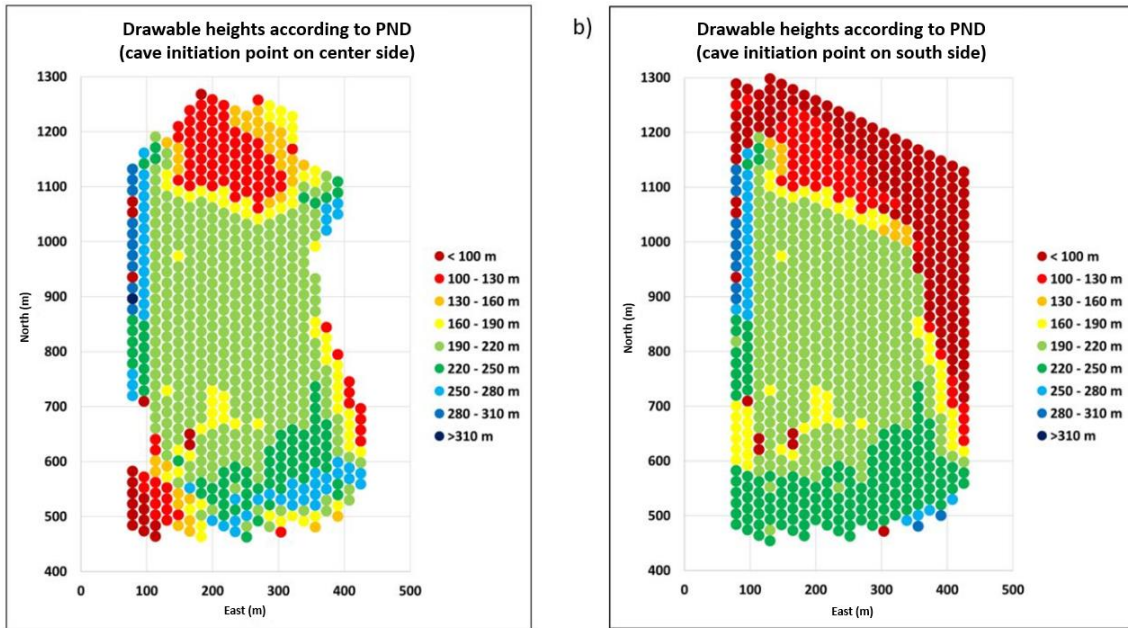 Drawable heights according to PND
(cave initiation point on center side)
1300
1200
1100
1000
900
800
700
600
500
400
North (m)
0
100
200
300
400
500
East (m)
< 100 m
100 - 130 m
130 - 160 m
160 - 190 m
190 - 220 m
220 - 250 m
250 - 280 m
280 - 310 m
>310 m
b)
Drawable heights according to PND
(cave initiation point on south side)
1300
1200
1100
1000
900
800
700
600
500
400
North (m)
0
100
200
300
400
500
East (m)
< 100 m
100 - 130 m
130 - 160 m
160 - 190 m
190 - 220 m
220 - 250 m
250 - 280 m
280 - 310 m
>310 m